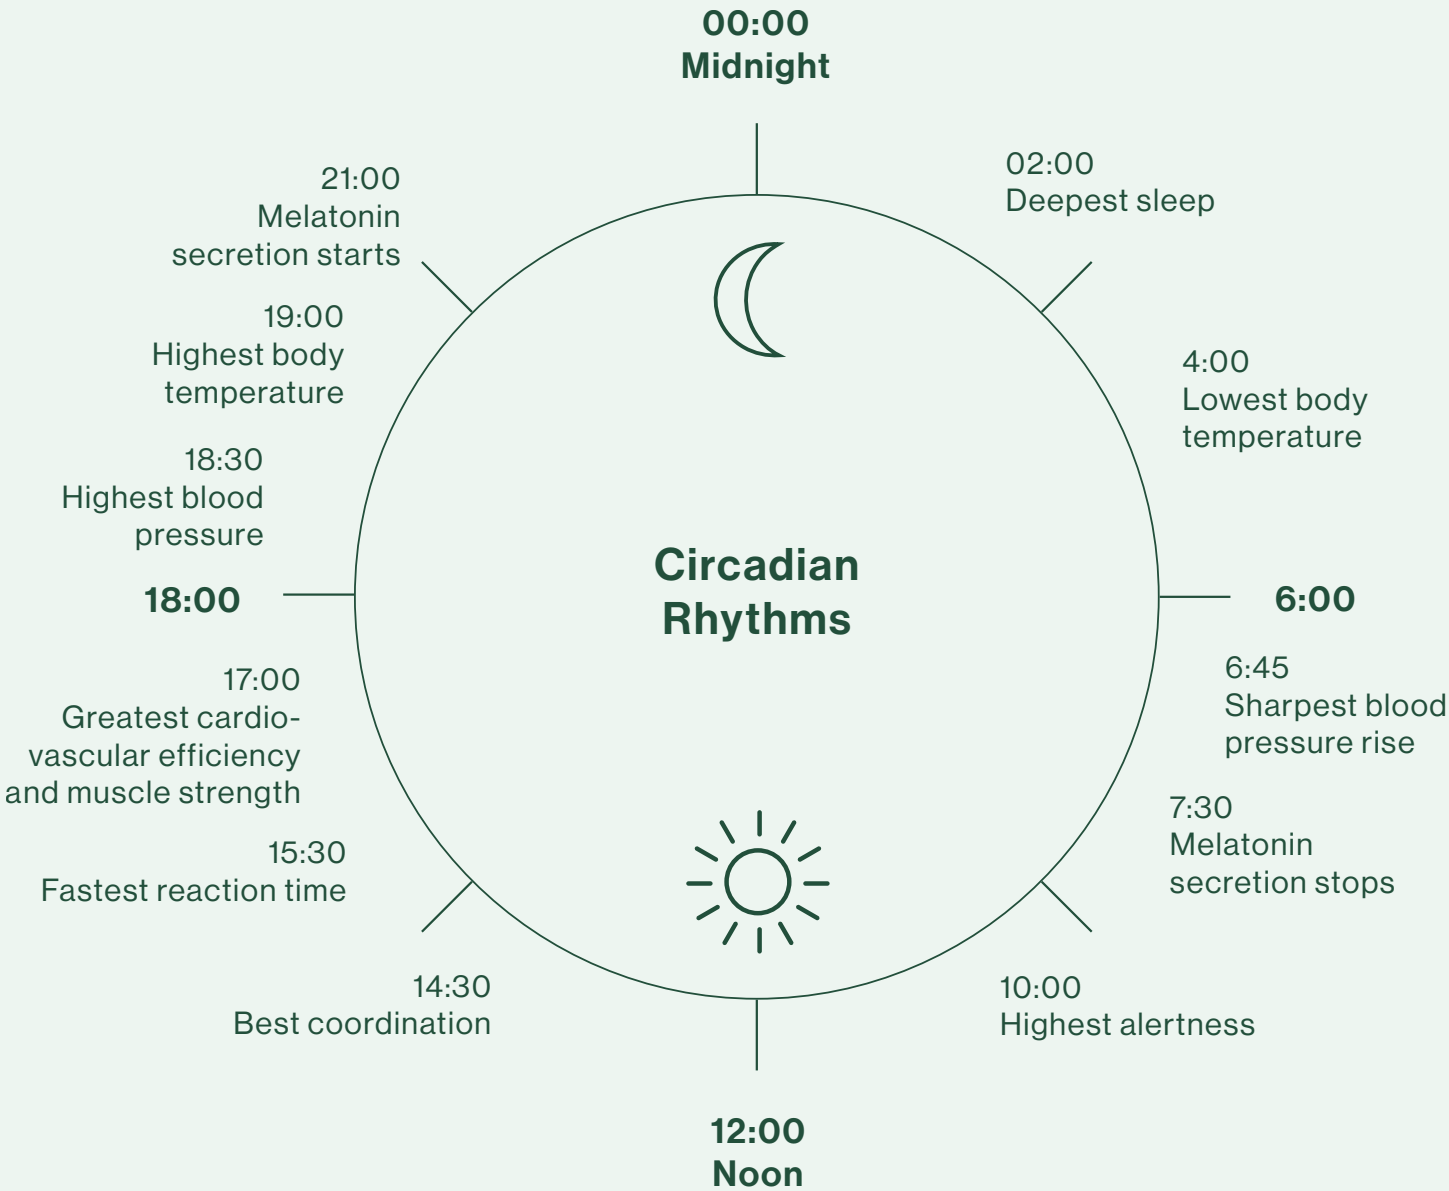 00:00
Midnight
02:00
Deepest sleep
4:00
Lowest body
temperature
6:00
6:45
Sharpest blood
pressure rise
7:30
Melatonin
secretion stops
10:00
Highest alertness
12:00
Noon
14:30
Best coordination
15:30
Fastest reaction time
17:00
Greatest cardio-
vascular efficiency
and muscle strength
18:00
18:30
Highest blood
pressure
19:00
Highest body
temperature
21:00
Melatonin
secretion starts
Circadian
Rhythms